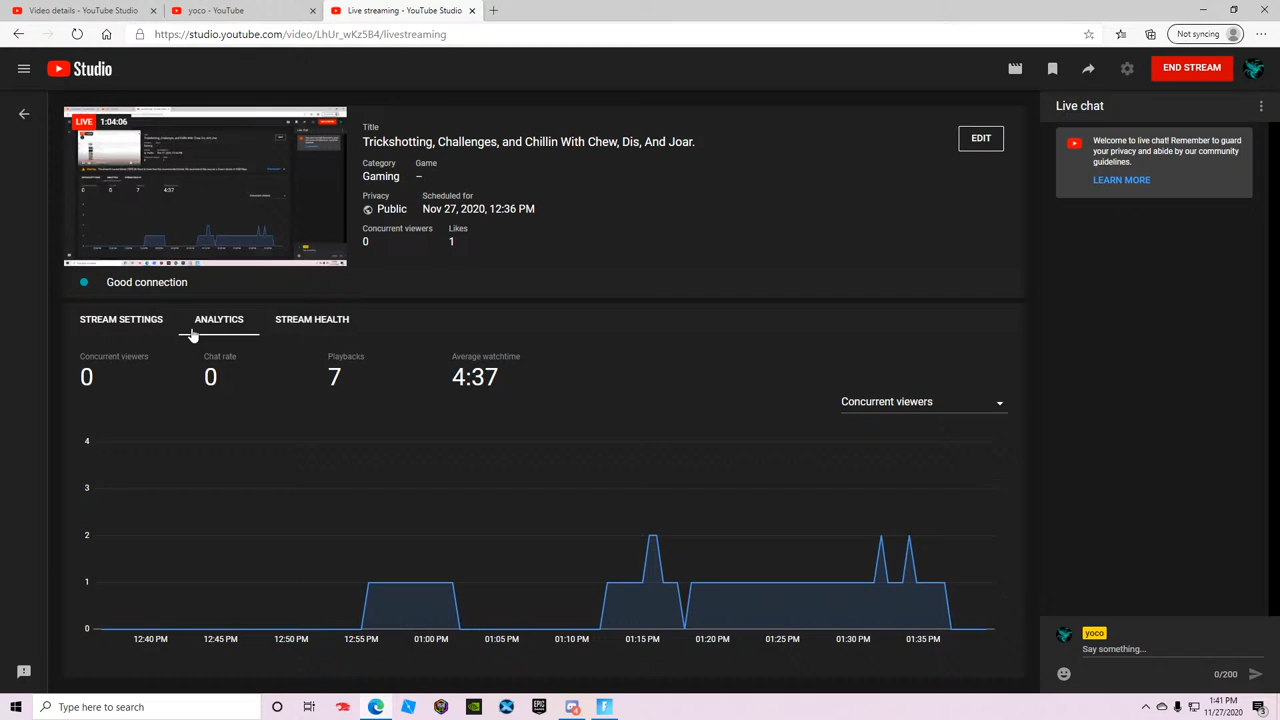 Video details - YouTube Studio
yoco - YouTube
Live streaming - YouTube Studio
https://studio.youtube.com/video/LhUr_wKz5B4/livestreaming
Not syncing
Studio
END STREAM
LIVE 1:04:06
Title
Trickshotting, Challenges, and Chillin With Chew, Dis, And Joar.
EDIT
Category Game
Gaming –
Privacy Scheduled for
Public Nov 27, 2020, 12:36 PM
Concurrent viewers Likes
0 1
Good connection
STREAM SETTINGS ANALYTICS STREAM HEALTH
Concurrent viewers Chat rate Playbacks Average watchtime
0 0 7 4:37
Concurrent viewers
4
3
2
1
0
12:40 PM 12:45 PM 12:50 PM 12:55 PM 01:00 PM 01:05 PM 01:10 PM 01:15 PM 01:20 PM 01:25 PM 01:30 PM 01:35 PM
Live chat
Welcome to live chat! Remember to guard
your privacy and abide by our community
guidelines.
LEARN MORE
yoco
Say something...
0/200
Type here to search
EPIC
1:41 PM
11/27/2020